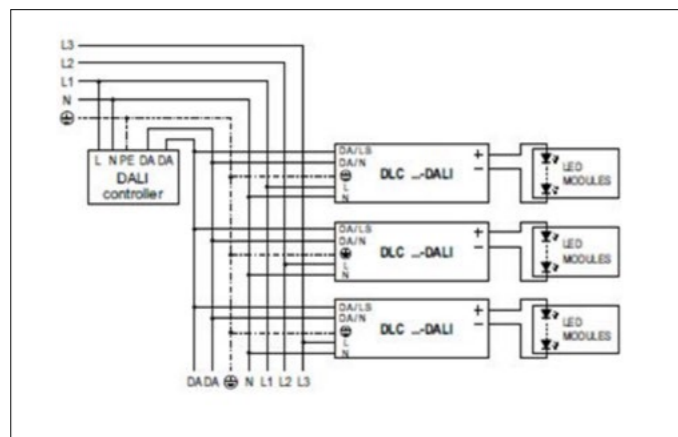 L3
L2
L1
N
L N PE DA DA
DALI
controller
DA/LS
DA/N
L
N
DLC ...-DALI
+
−
LED
MODULES
DA/LS
DA/N
L
N
DLC ...-DALI
+
−
LED
MODULES
DA/LS
DA/N
L
N
DLC ...-DALI
+
−
LED
MODULES
DA DA N L1 L2 L3